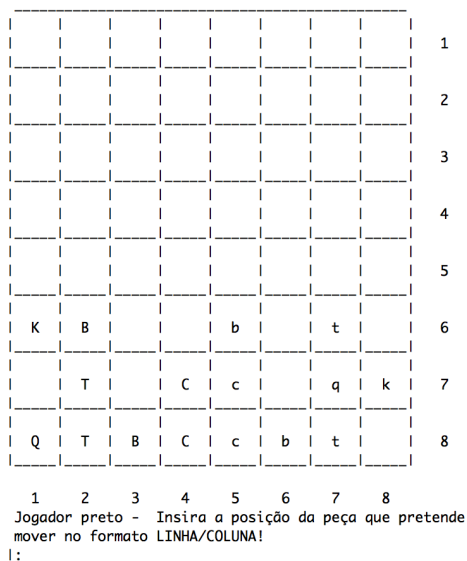 1
2
3
4
5
K B b t 6
T C c q k 7
Q T B C c b t 8
1 2 3 4 5 6 7 8
Jogador preto - Insira a posição da peça que pretende
mover no formato LINHA/COLUNA!
|: